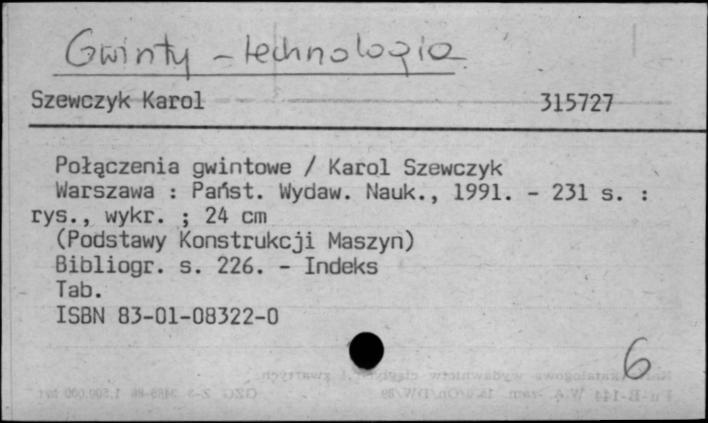 Gwinty - technologia
Szewczyk Karol 315727
Połączenia gwintowe / Karol Szewczyk
Warszawa : Państ. Wydaw. Nauk., 1991. - 231 s. :
rys., wykr. ; 24 cm
(Podstawy Konstrukcji Maszyn)
Bibliogr. s. 226. - Indeks
Tab.
ISBN 83-01-08322-0
6